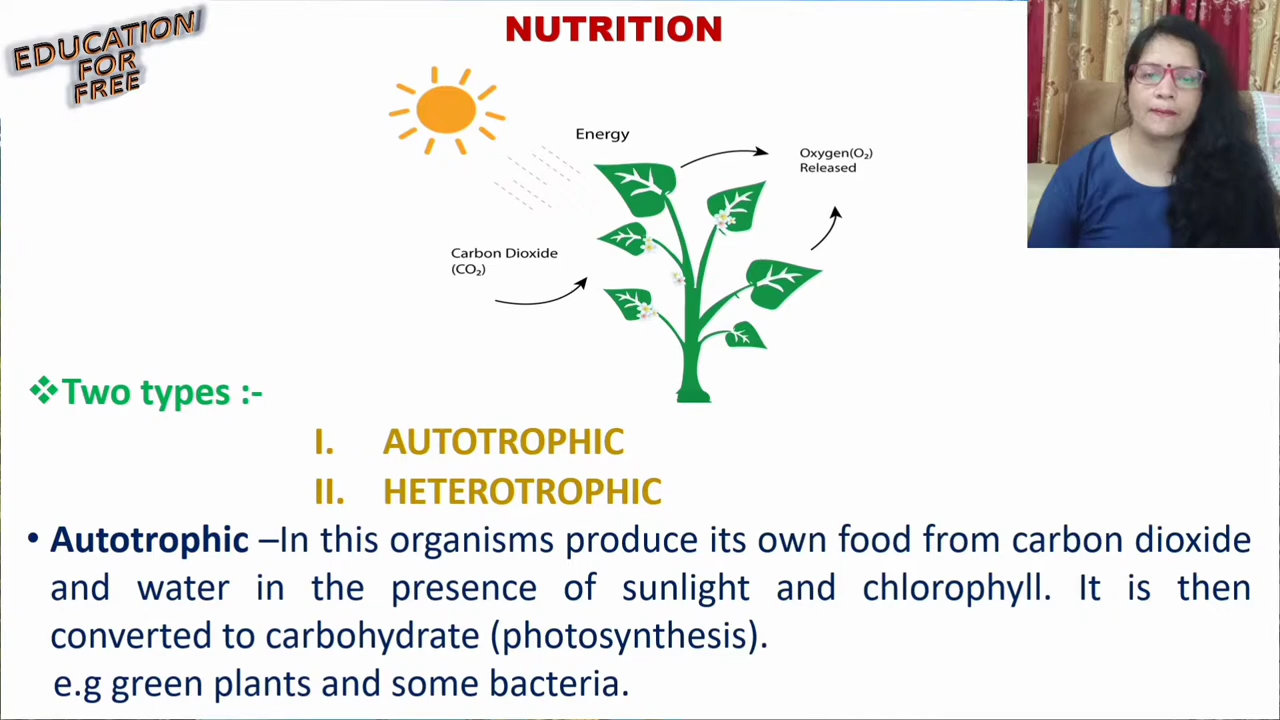 EDUCATION
FOR
FREE
NUTRITION
Energy
Oxygen(O₂)
Released
Carbon Dioxide
(CO₂)
❖Two types :-
I. AUTOTROPHIC
II. HETEROTROPHIC
• Autotrophic –In this organisms produce its own food from carbon dioxide
and water in the presence of sunlight and chlorophyll. It is then
converted to carbohydrate (photosynthesis).
e.g green plants and some bacteria.